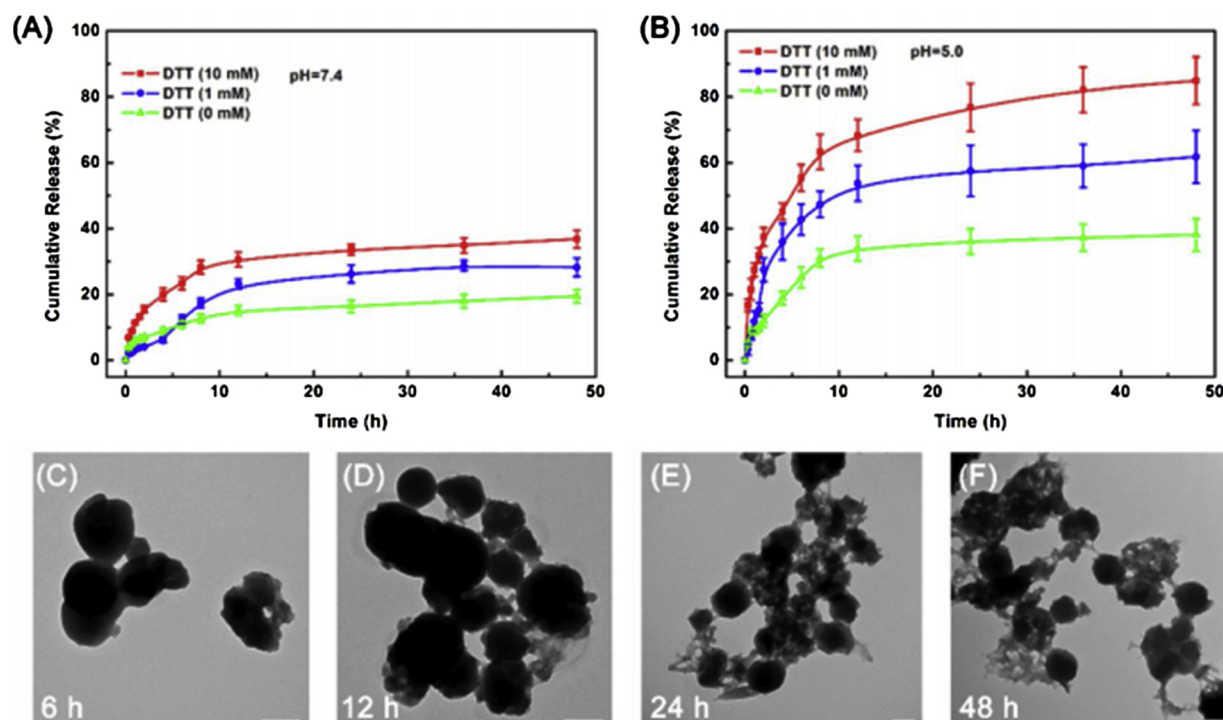 (A)
100
80
60
40
20
0
Cumulative Release (%)
DTT (10 mM)
DTT (1 mM)
DTT (0 mM)
pH=7.4
0 10 20 30 40 50
Time (h)
(B)
100
80
60
40
20
0
Cumulative Release (%)
DTT (10 mM)
DTT (1 mM)
DTT (0 mM)
pH=5.0
0 10 20 30 40 50
Time (h)
(C)
6 h
(D)
12 h
(E)
24 h
(F)
48 h